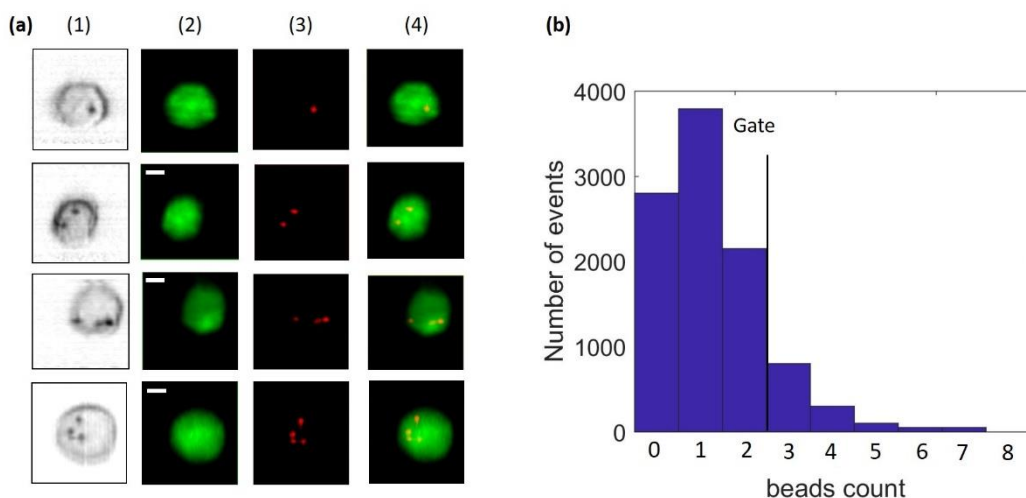 (a) (1) (2) (3) (4)
(b)
4000
3000
2000
1000
0
Number of events
Gate
0 1 2 3 4 5 6 7 8
beads count